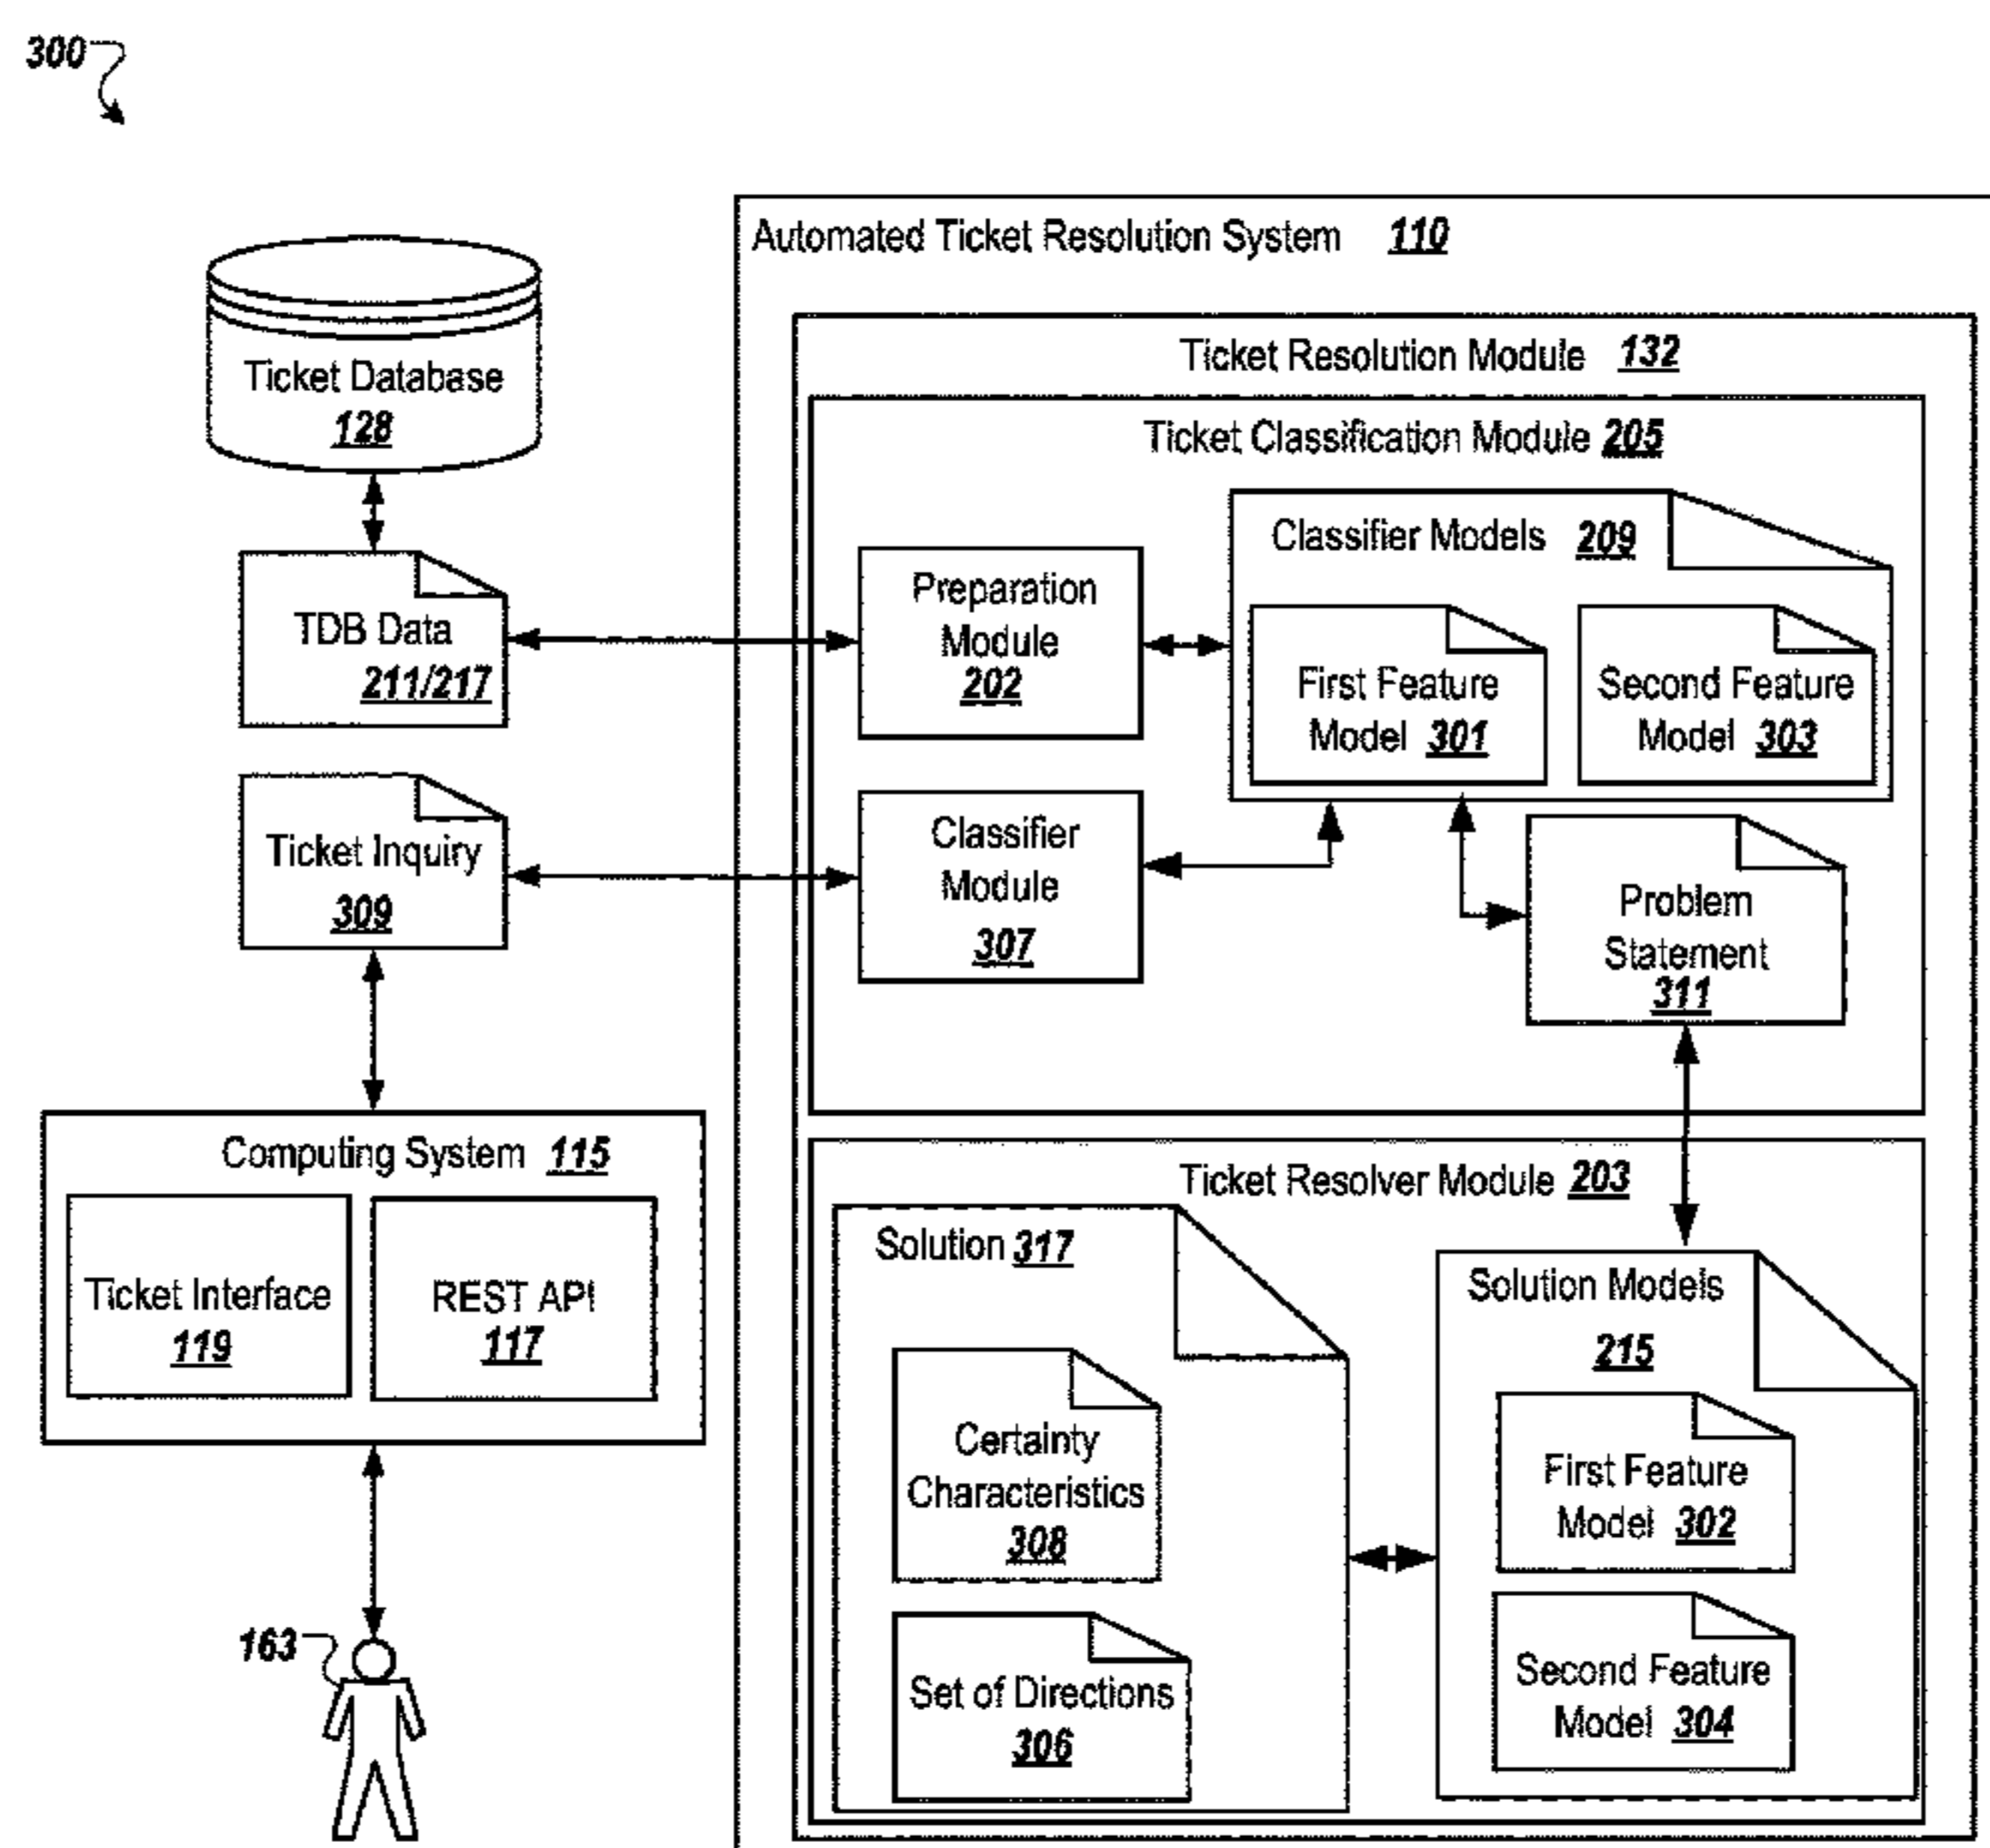 300
Automated Ticket Resolution System 110
Ticket Resolution Module 132
Ticket Database
128
Ticket Classification Module 205
Classifier Models 209
TDB Data
211/217
Preparation
Module
202
First Feature
Model 301
Second Feature
Model 303
Ticket Inquiry
309
Classifier
Module
307
Problem
Statement
311
Computing System 115
Ticket Interface
119
REST API
117
Ticket Resolver Module 203
Solution 317
Solution Models
215
Certainty
Characteristics
308
First Feature
Model 302
Set of Directions
306
Second Feature
Model 304
163